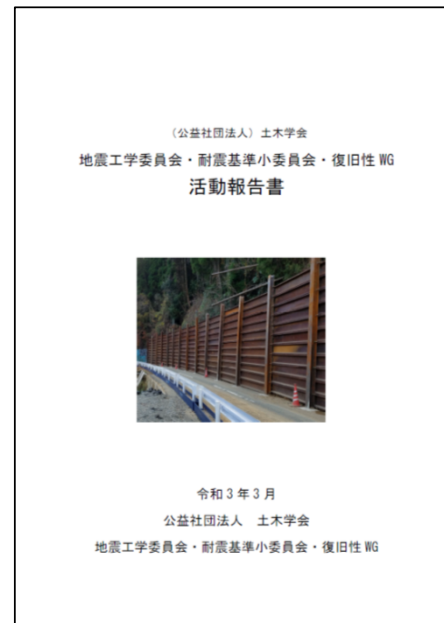 （公益社団法人）土木学会
地震工学委員会・耐震基準小委員会・復旧性 WG
活動報告書
令和 3 年 3 月
公益社団法人　土木学会
地震工学委員会・耐震基準小委員会・復旧性 WG